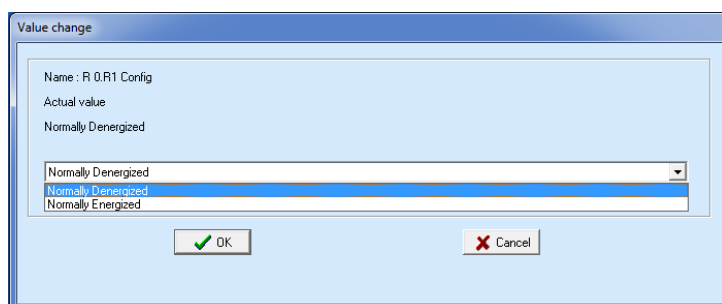 Value change
Name : R 0.R1 Config
Actual value
Normally Denergized
Normally Denergized
Normally Denergized
Normally Energized
OK
Cancel